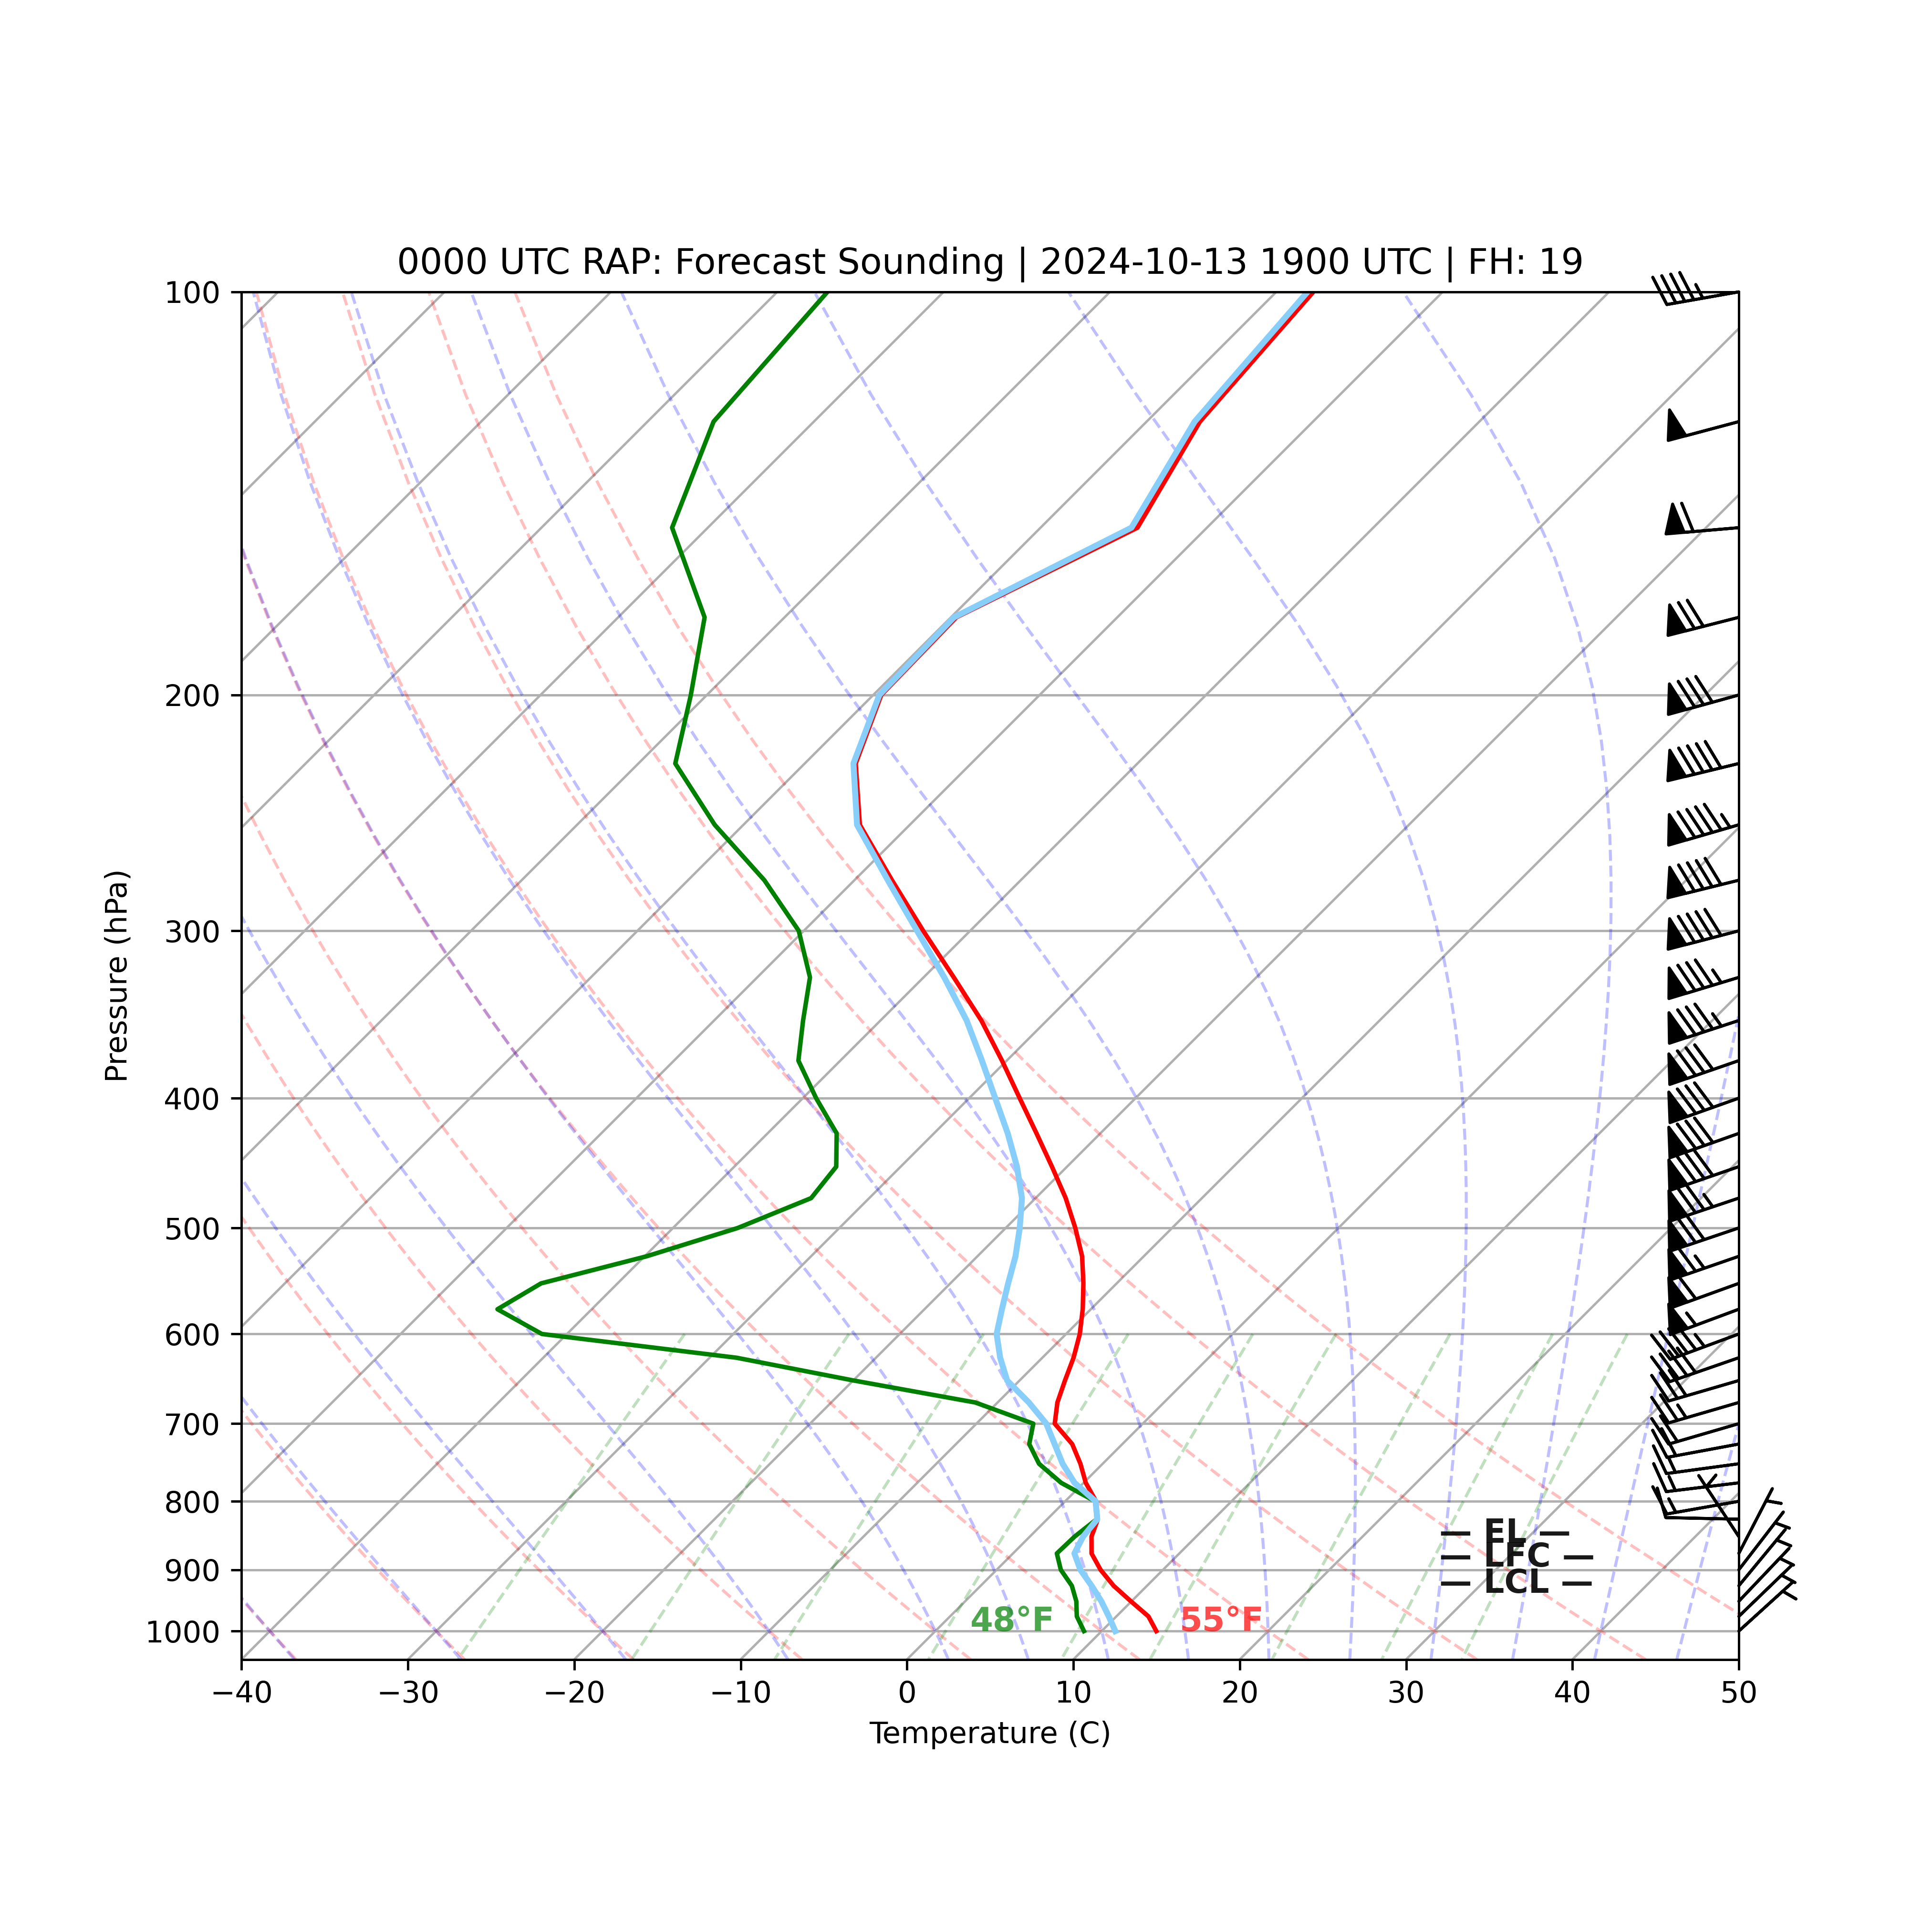 0000 UTC RAP: Forecast Sounding | 2024-10-13 1900 UTC | FH: 19
100
200
300
400
500
600
700
800
900
1000
Pressure (hPa)
— EL —
— LFC —
— LCL —
48°F
55°F
−40 −30 −20 −10 0 10 20 30 40 50
Temperature (C)